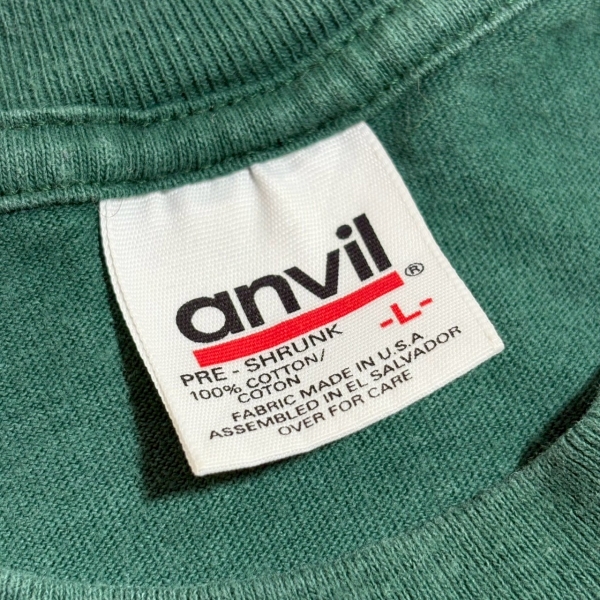 anvil®
-L-
PRE - SHRUNK
100% COTTON/
COTON
FABRIC MADE IN U.S.A
ASSEMBLED IN EL SALVADOR
OVER FOR CARE